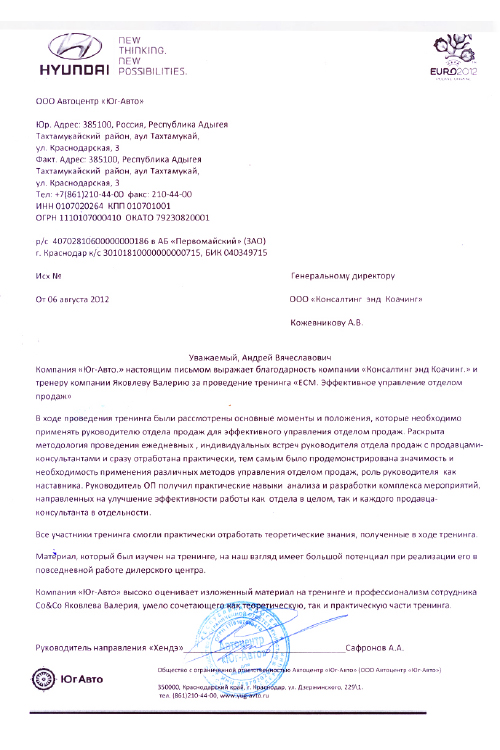 HYUNDAI
NEW
THINKING.
NEW
POSSIBILITIES.
EURO2012
ООО Автоцентр «Юг-Авто»
Юр. Адрес: 385100, Россия, Республика Адыгея
Тахтамукайский район, аул Тахтамукай,
ул. Краснодарская, 3
Факт. Адрес: 385100, Республика Адыгея
Тахтамукайский район, аул Тахтамукай,
ул. Краснодарская, 3
Тел: +7(861)210-44-00 факс: 210-44-00
ИНН 0107020264 КПП 010701001
ОГРН 1110107000410 ОКАТО 79230820001
р/с 40702810600000000186 в АБ «Первомайский» (ЗАО)
г. Краснодар к/с 30101810000000000715, БИК 040349715
Исх №
Генеральному директору
От 06 августа 2012
ООО «Консалтинг энд Коачинг»
Кожевникову А.В.
Уважаемый, Андрей Вячеславович
Компания «Юг-Авто.» настоящим письмом выражает благодарность компании «Консалтинг энд Коачинг.» и
тренеру компании Яковлеву Валерию за проведение тренинга «ЕСМ. Эффективное управление отделом
продаж»
В ходе проведения тренинга были рассмотрены основные моменты и положения, которые необходимо
применять руководителю отдела продаж для эффективного управления отделом продаж. Раскрыта
методология проведения ежедневных , индивидуальных встреч руководителя отдела продаж с продавцами-
консультантами и сразу отработана практически, тем самым было продемонстрирована значимость и
необходимость применения различных методов управления отделом продаж, роль руководителя как
наставника. Руководитель ОП получил практические навыки анализа и разработки комплекса мероприятий,
направленных на улучшение эффективности работы как отдела в целом, так и каждого продавца-
консультанта в отдельности.
Все участники тренинга смогли практически отработать теоретические знания, полученные в ходе тренинга.
Материал, который был изучен на тренинге, на наш взгляд имеет большой потенциал при реализации его в
повседневной работе дилерского центра.
Компания «Юг-Авто» высоко оценивает изложенный материал на тренинге и профессионализм сотрудника
Co&Co Яковлева Валерия, умело сочетающего как теоретическую, так и практическую части тренинга.
Руководитель направления «Хендэ» Сафронов А.А.
Юг Авто
Общество с ограниченной ответственностью Автоцентр «Юг-Авто» (ООО Автоцентр «Юг-Авто»)
350000, Краснодарский край, г. Краснодар, ул. Дзержинского, 229\1.
тел. (861)210-44-00, www.yug-avto.ru